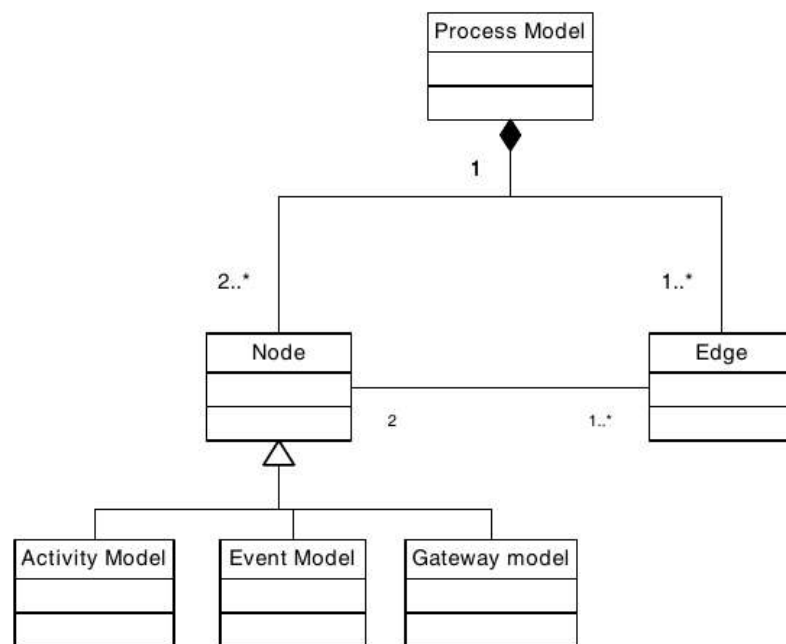 Process Model
1
2..*
1..*
Node
Edge
2
1..*
Activity Model
Event Model
Gateway model